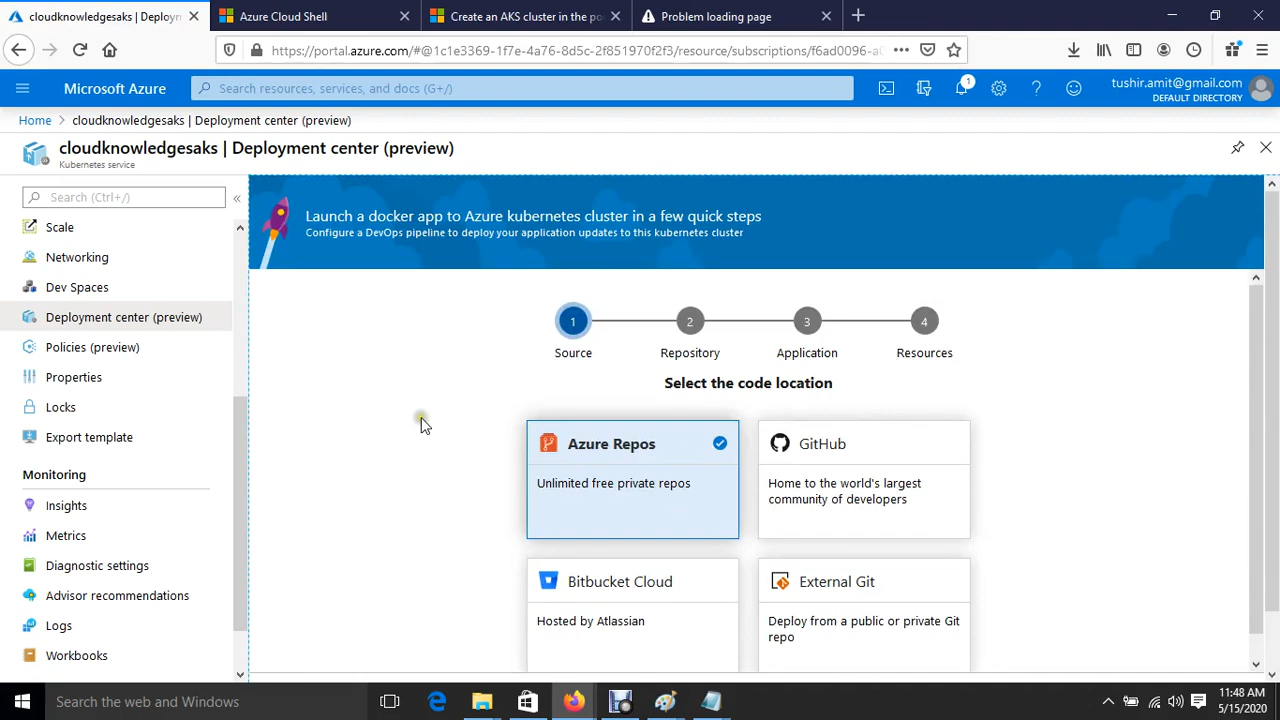 cloudknowledgesaks | Deploym
Azure Cloud Shell
Create an AKS cluster in the po
Problem loading page
https://portal.azure.com/#@1c1e3369-1f7e-4a76-8d5c-2f851970f2f3/resource/subscriptions/f6ad0096-a
Microsoft Azure
Search resources, services, and docs (G+/)
1
tushir.amit@gmail.com
DEFAULT DIRECTORY
Home
cloudknowledgesaks | Deployment center (preview)
cloudknowledgesaks | Deployment center (preview)
Kubernetes service
Search (Ctrl+/)
Scale
Networking
Dev Spaces
Deployment center (preview)
Policies (preview)
Properties
Locks
Export template
Monitoring
Insights
Metrics
Diagnostic settings
Advisor recommendations
Logs
Workbooks
Launch a docker app to Azure kubernetes cluster in a few quick steps
Configure a DevOps pipeline to deploy your application updates to this kubernetes cluster
1
2
3
4
Source
Repository
Application
Resources
Select the code location
Azure Repos
Unlimited free private repos
GitHub
Home to the world's largest
community of developers
Bitbucket Cloud
Hosted by Atlassian
External Git
Deploy from a public or private Git
repo
Search the web and Windows
11:48 AM
5/15/2020